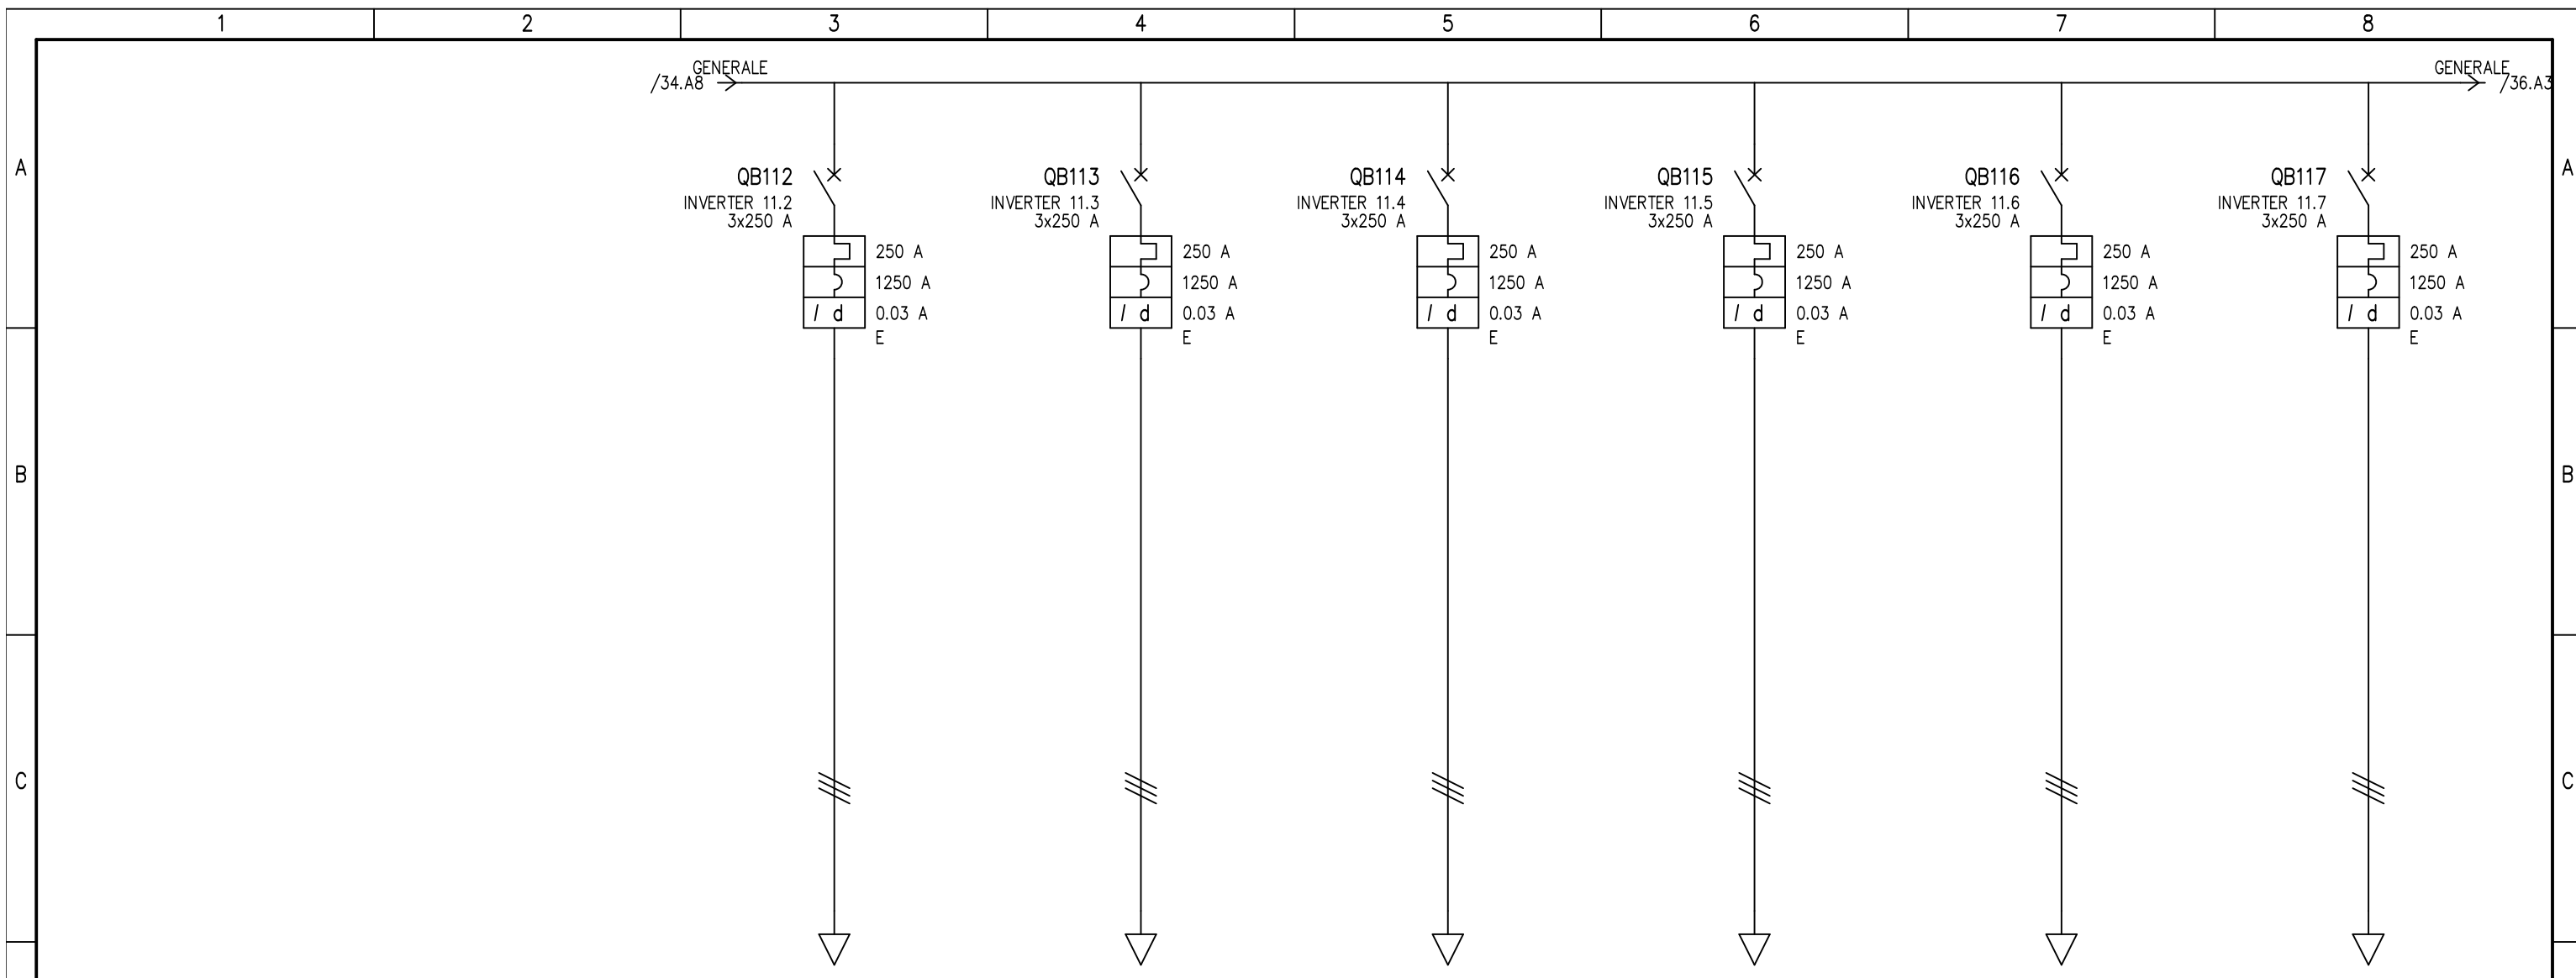 1 2 3 4 5 6 7 8
GENERALE GENERALE
/34.A8 /36.A3
A A
QB112 QB113 QB114 QB115 QB116 QB117
INVERTER 11.2 INVERTER 11.3 INVERTER 11.4 INVERTER 11.5 INVERTER 11.6 INVERTER 11.7
3x250 A 3x250 A 3x250 A 3x250 A 3x250 A 3x250 A
250 A 250 A 250 A 250 A 250 A 250 A
1250 A 1250 A 1250 A 1250 A 1250 A 1250 A
I d 0.03 A I d 0.03 A I d 0.03 A I d 0.03 A I d 0.03 A I d 0.03 A
E E E E E E
B B
C C